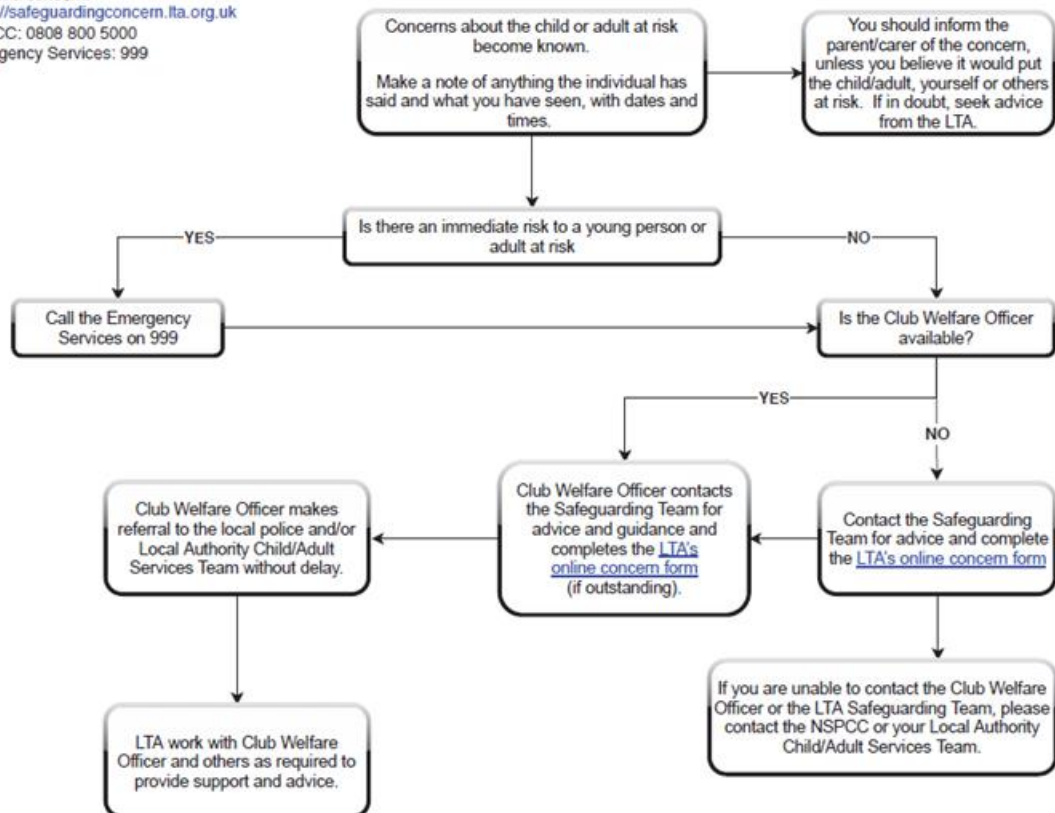 //safeguardingconcern.lta.org.uk
CC: 0808 800 5000
gency Services: 999
Concerns about the child or adult at risk
become known.
Make a note of anything the individual has
said and what you have seen, with dates and
times.
You should inform the
parent/carer of the concern,
unless you believe it would put
the child/adult, yourself or others
at risk. If in doubt, seek advice
from the LTA.
Is there an immediate risk to a young person or
adult at risk
YES
NO
Call the Emergency
Services on 999
Is the Club Welfare Officer
available?
YES
NO
Club Welfare Officer makes
referral to the local police and/or
Local Authority Child/Adult
Services Team without delay.
Club Welfare Officer contacts
the Safeguarding Team for
advice and guidance and
completes the LTA's
online concern form
(if outstanding).
Contact the Safeguarding
Team for advice and complete
the LTA's online concern form
LTA work with Club Welfare
Officer and others as required to
provide support and advice.
If you are unable to contact the Club Welfare
Officer or the LTA Safeguarding Team, please
contact the NSPCC or your Local Authority
Child/Adult Services Team.